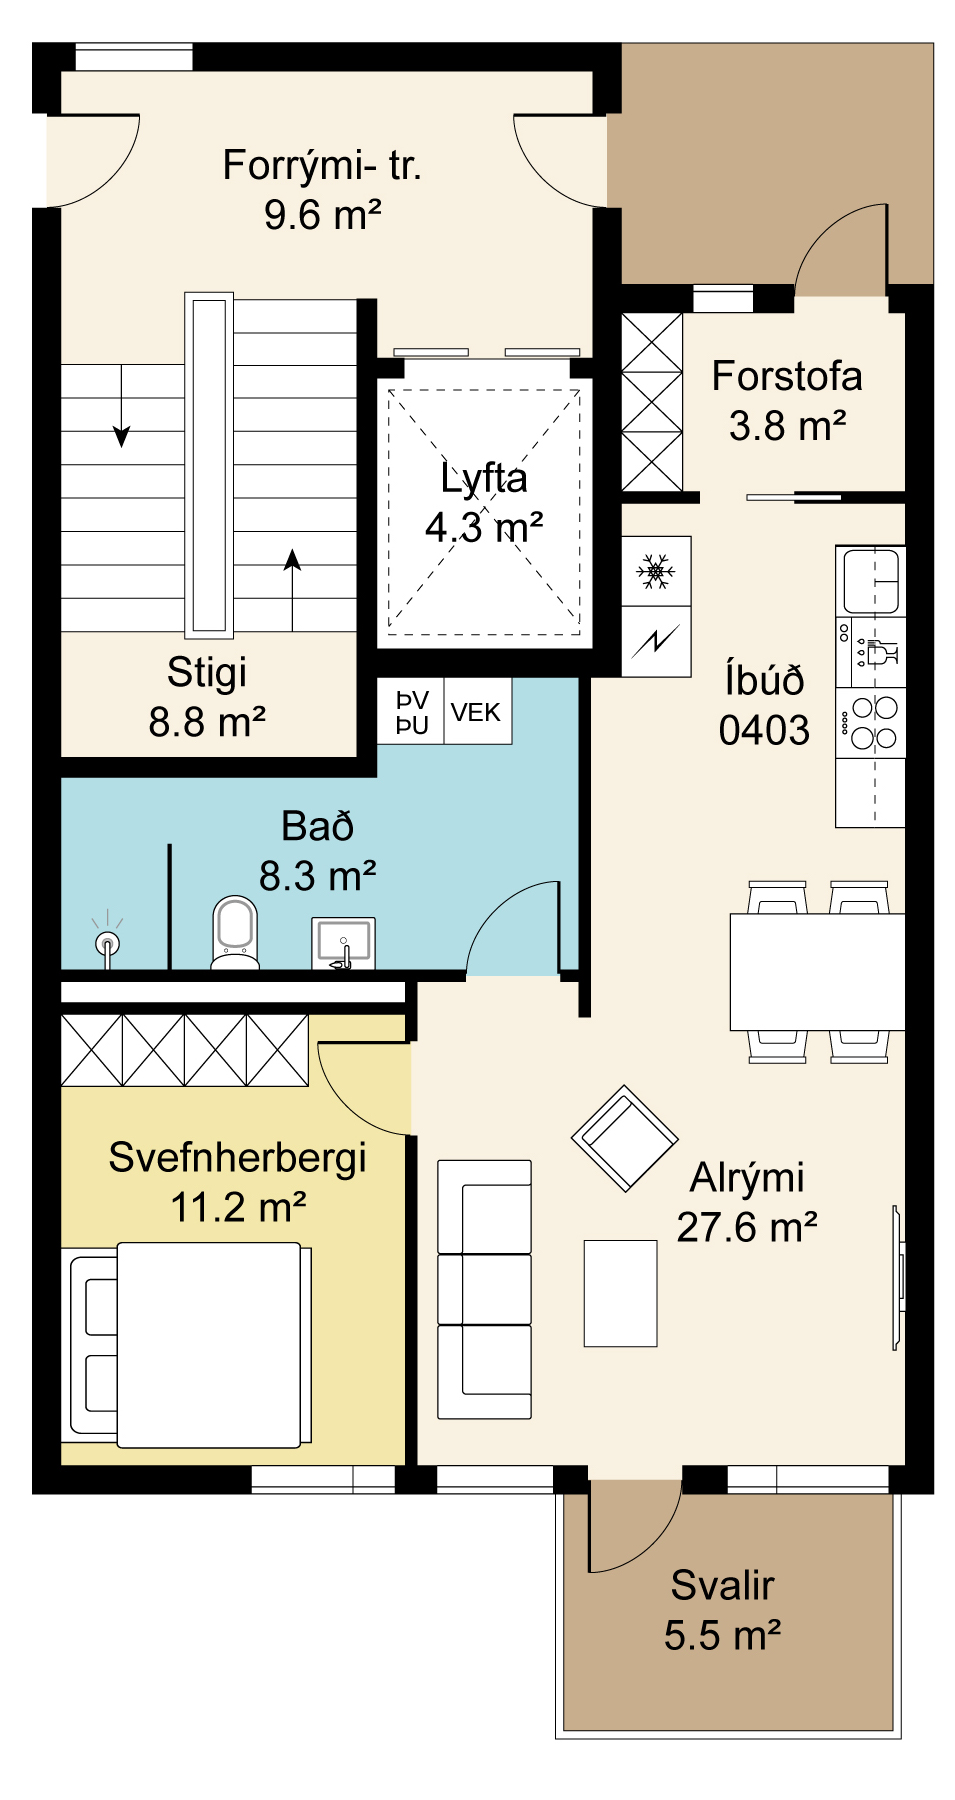 Forrými- tr.
9.6 m²
Forstofa
3.8 m²
Lyfta
4.3 m²
Stigi
8.8 m²
Íbúð
0403
ÞV
ÞU
VEK
Bað
8.3 m²
Svefnherbergi
11.2 m²
Alrými
27.6 m²
Svalir
5.5 m²